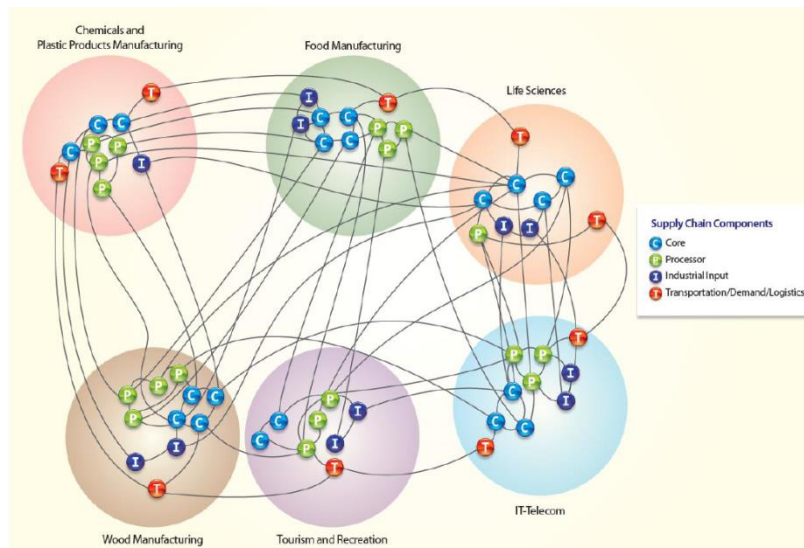 Chemicals and
Plastic Products Manufacturing
Food Manufacturing
Life Sciences
T
I
T
C
C
I
C
C
T
C
P
P
P
C
P
P
C
C
P
P
I
T
P
C
C
C
C
P
I
I
T
Supply Chain Components
C Core
P Processor
I Industrial Input
T Transportation/Demand/Logistics
T
P
P
P
I
C
I
C
C
T
P
P
P
P
C
C
C
C
I
I
T
C
C
P
I
P
P
I
T
IT-Telecom
Wood Manufacturing
Tourism and Recreation